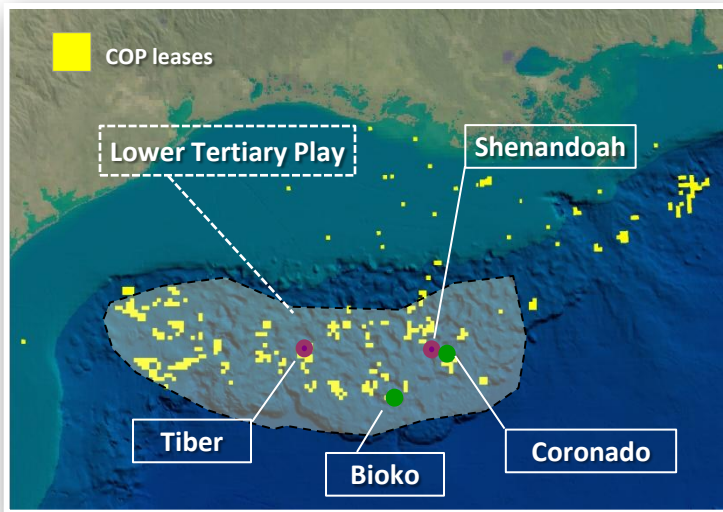 COP leases
Lower Tertiary Play
Shenandoah
Tiber
Bioko
Coronado